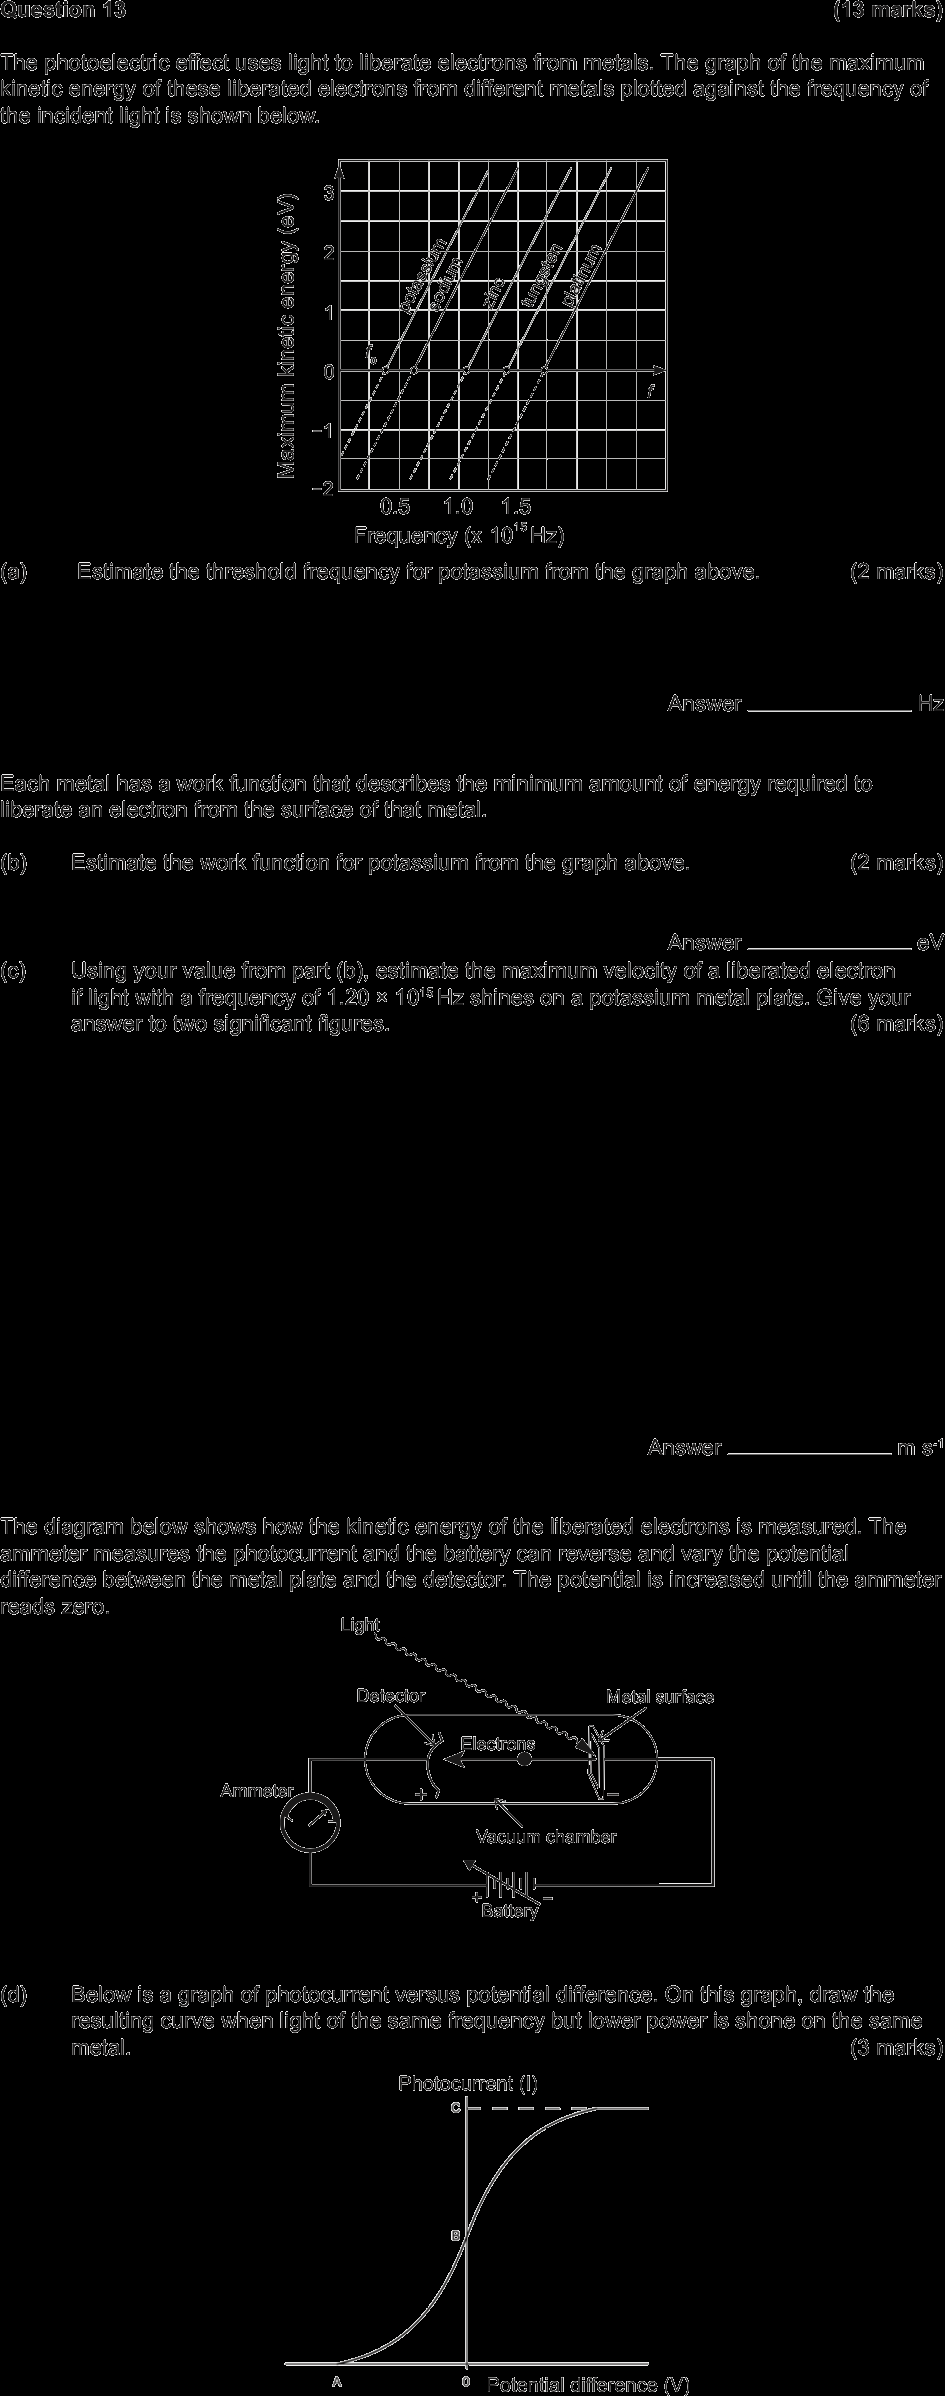 Question 13 (13 marks)
The photoelectric effect uses light to liberate electrons from metals. The graph of the maximum
kinetic energy of these liberated electrons from different metals plotted against the frequency of
the incident light is shown below.
Maximum kinetic energy (eV)
3
2
1
0
−1
−2
potassium
sodium
zinc
tungsten
platinum
f₀
f
0.5 1.0 1.5
Frequency (x 10¹⁵ Hz)
(a) Estimate the threshold frequency for potassium from the graph above. (2 marks)
Answer ______________ Hz
Each metal has a work function that describes the minimum amount of energy required to
liberate an electron from the surface of that metal.
(b) Estimate the work function for potassium from the graph above. (2 marks)
Answer ______________ eV
(c) Using your value from part (b), estimate the maximum velocity of a liberated electron
if light with a frequency of 1.20 × 10¹⁵ Hz shines on a potassium metal plate. Give your
answer to two significant figures. (6 marks)
Answer ______________ m s⁻¹
The diagram below shows how the kinetic energy of the liberated electrons is measured. The
ammeter measures the photocurrent and the battery can reverse and vary the potential
difference between the metal plate and the detector. The potential is increased until the ammeter
reads zero.
Light
Detector
Metal surface
Electrons
Ammeter
+ −
Vacuum chamber
+ −
Battery
(d) Below is a graph of photocurrent versus potential difference. On this graph, draw the
resulting curve when light of the same frequency but lower power is shone on the same
metal. (3 marks)
Photocurrent (I)
C
B
A 0 Potential difference (V)